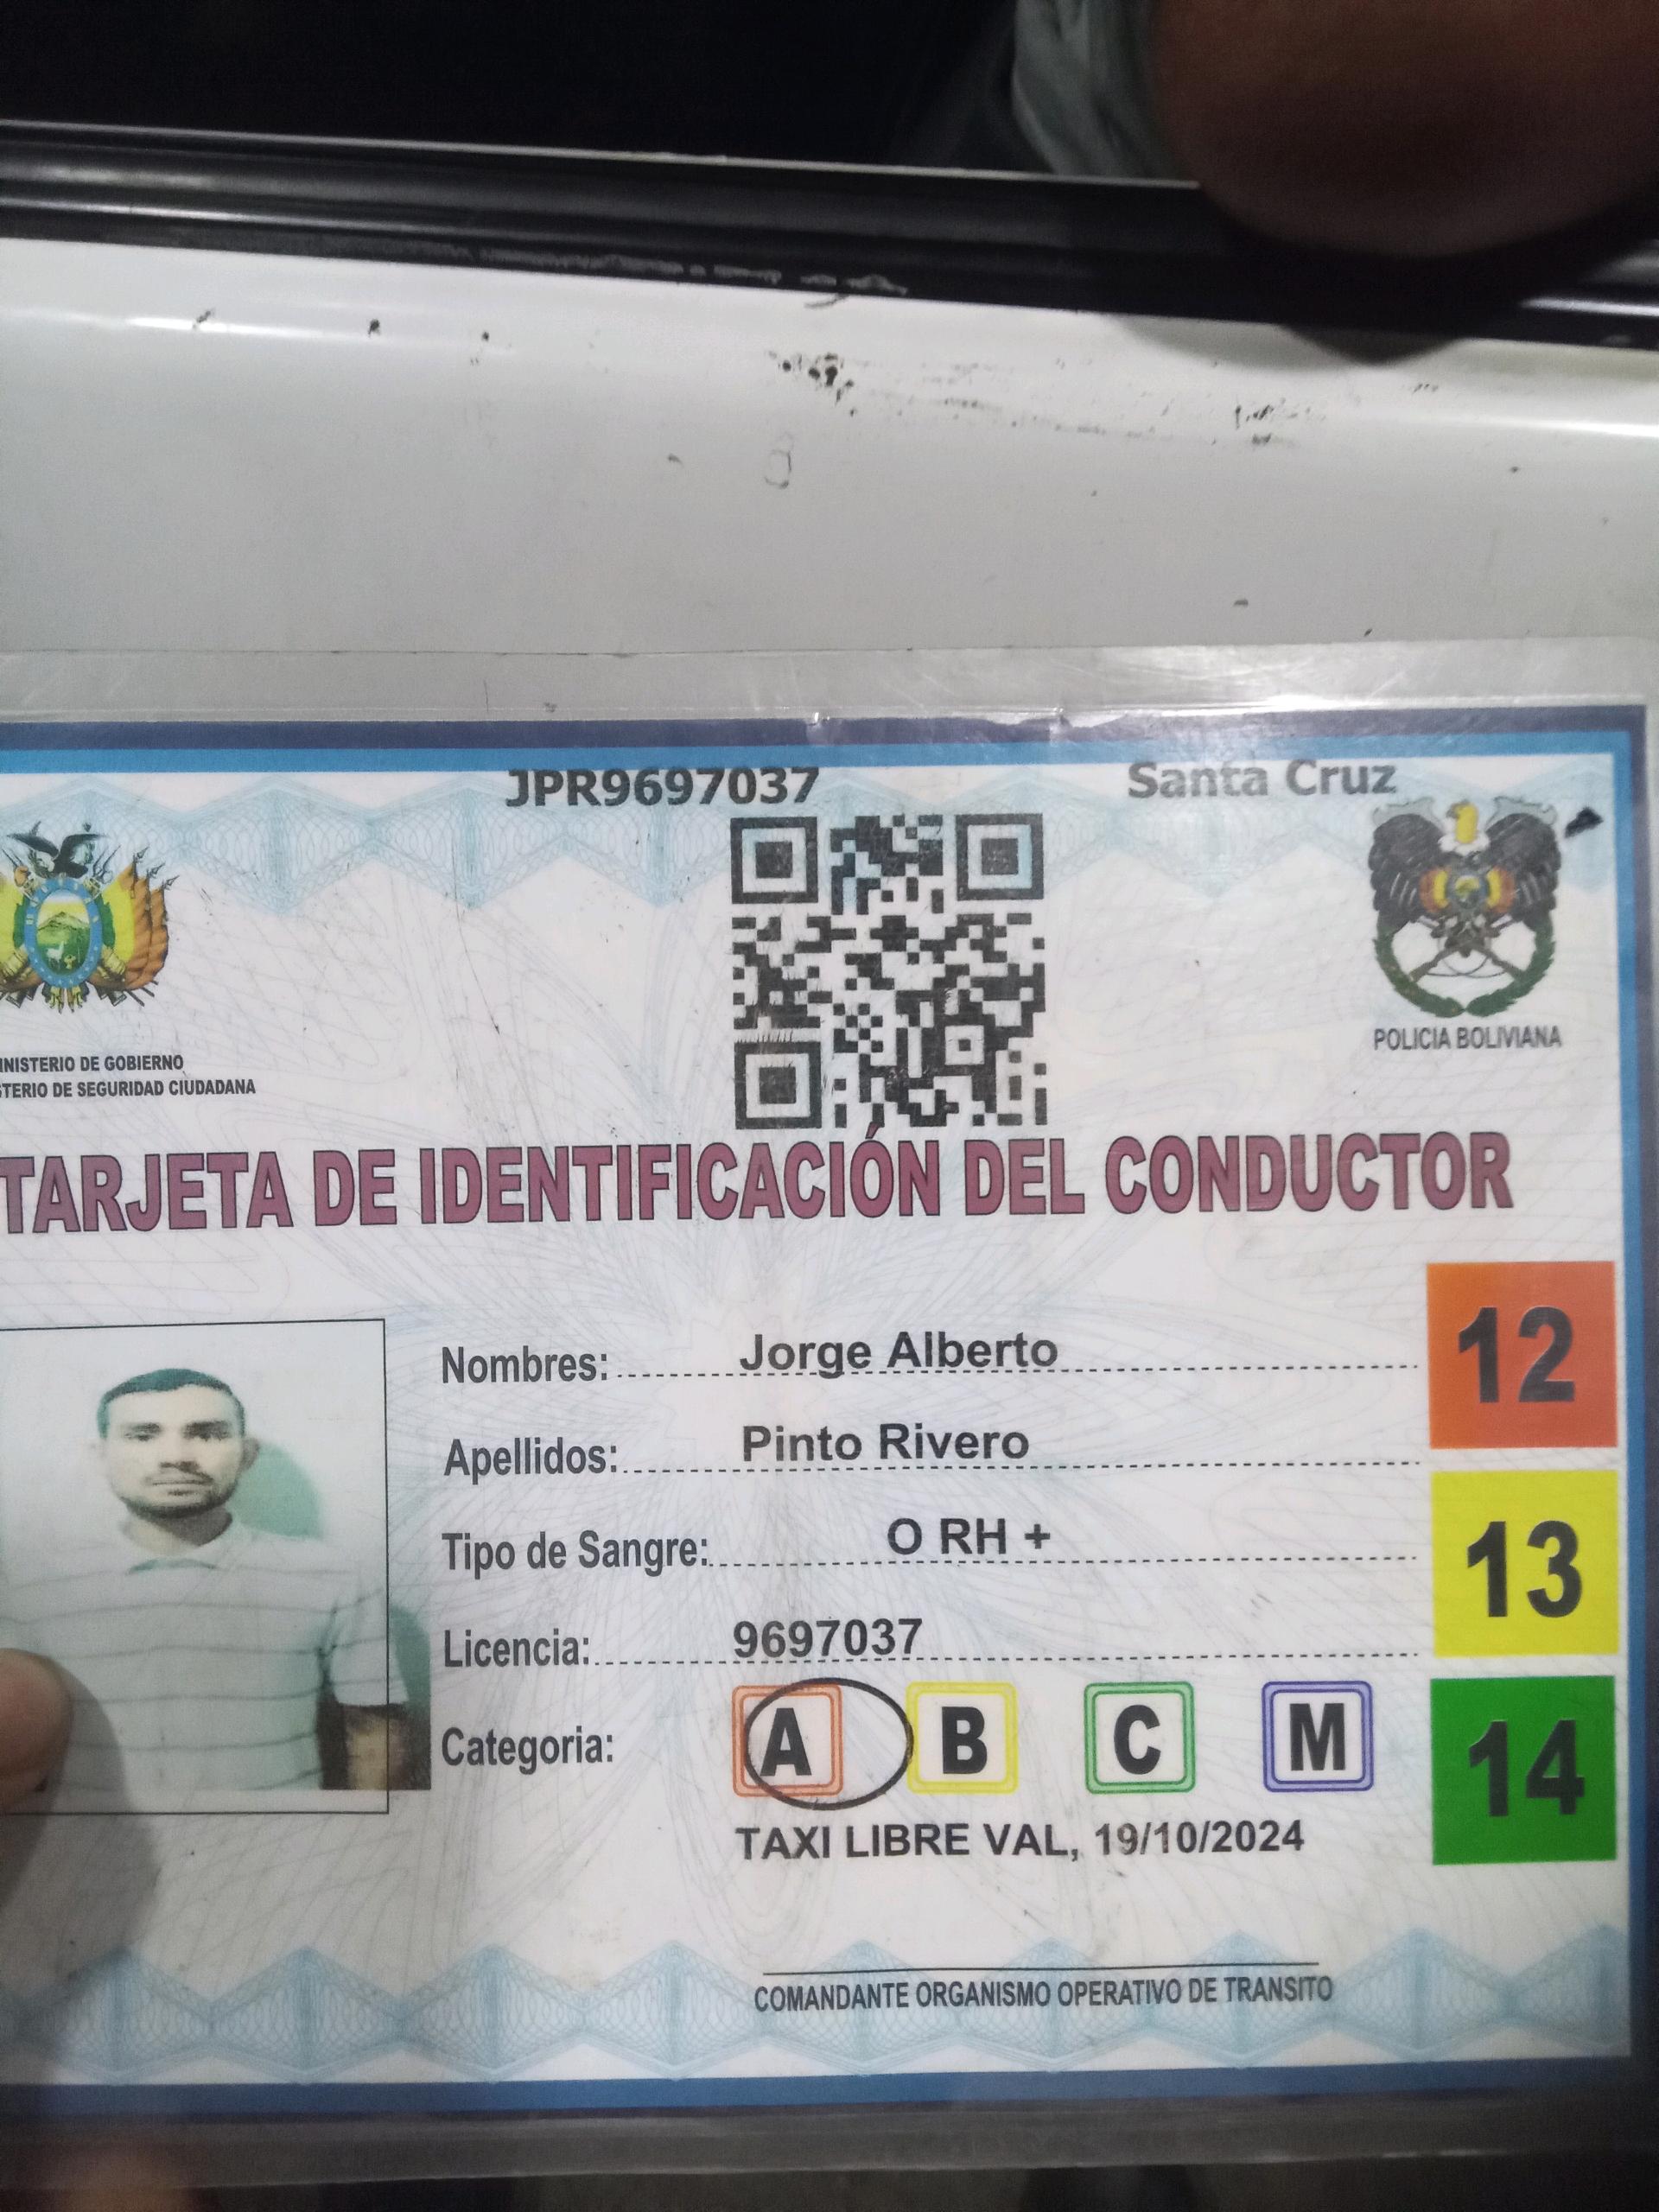 JPR9697037
Santa Cruz
INISTERIO DE GOBIERNO
STERIO DE SEGURIDAD CIUDADANA
POLICIA BOLIVIANA
TARJETA DE IDENTIFICACIÓN DEL CONDUCTOR
Nombres: Jorge Alberto
Apellidos: Pinto Rivero
Tipo de Sangre: O RH +
Licencia: 9697037
Categoria: A B C M
TAXI LIBRE VAL, 19/10/2024
12
13
14
COMANDANTE ORGANISMO OPERATIVO DE TRANSITO